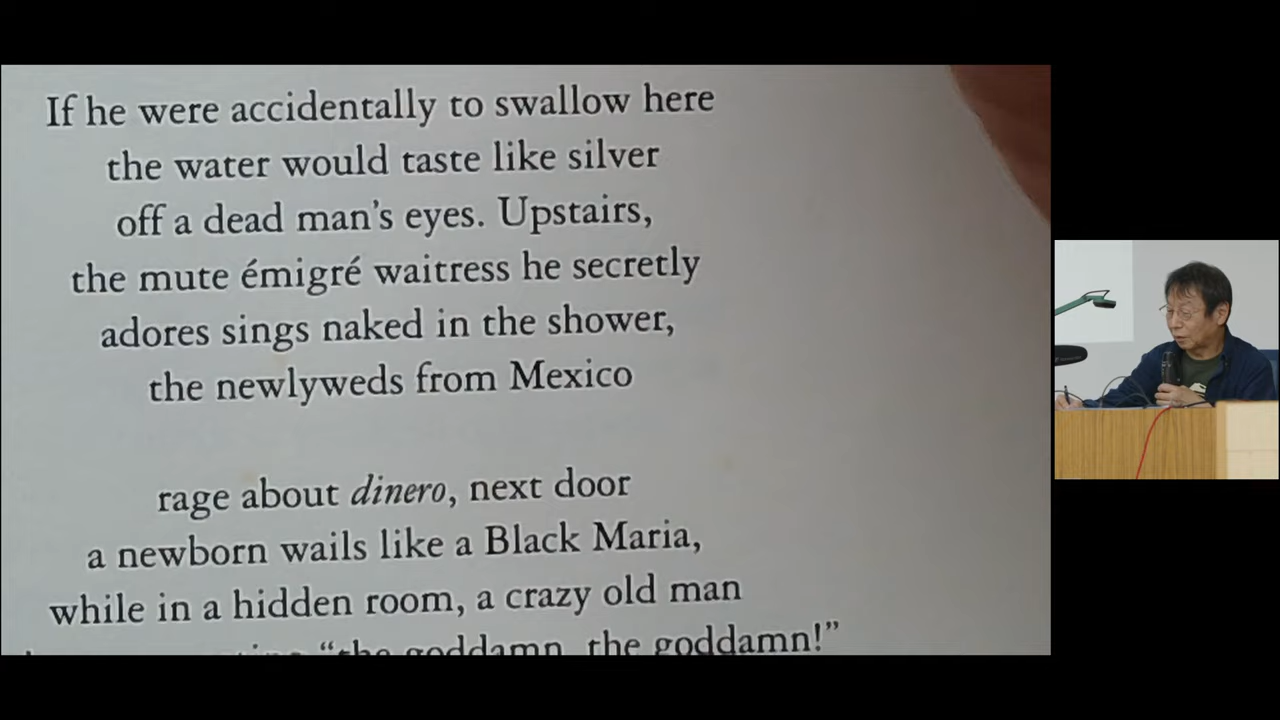 If he were accidentally to swallow here
the water would taste like silver
off a dead man's eyes. Upstairs,
the mute émigré waitress he secretly
adores sings naked in the shower,
the newlyweds from Mexico
rage about dinero, next door
a newborn wails like a Black Maria,
while in a hidden room, a crazy old man
“the goddamn, the goddamn!”